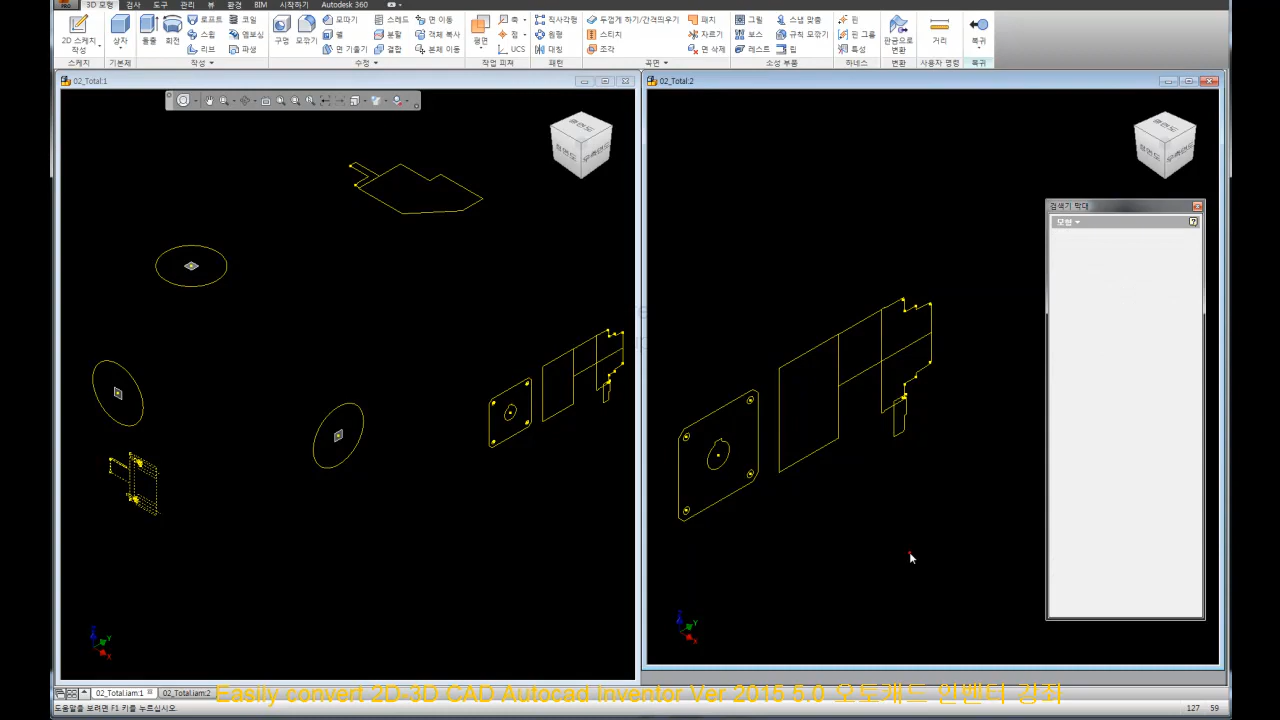 PRO 3D 모형 검사 도구 관리 뷰 환경 BIM 시작하기 Autodesk 360
로프트 코일 모따기 스레드 면 이동 축 직사각형 두껍게 하기/간격띄우기 패치 그릴 스냅 맞춤 핀
2D 스케치 작성 상자 돌출 회전 스윕 엠보싱 구멍 모깎기 쉘 분할 객체 복사 평면 점 원형 스티치 자르기 보스 규칙 모깎기 핀 그룹 판금으로 변환 거리 복귀
리브 파생 면 기울기 결합 본체 이동 UCS 대칭 조각 면 삭제 레스트 립 특성
스케치 기본체 작성 수정 작업 피쳐 패턴 곡면 소성 부품 하네스 변환 사용자 명령 복귀
02_Total:1
02_Total:2
검색기 막대
모형
02_Total.iam:1 02_Total.iam:2
Easily convert 2D-3D CAD Autocad Inventor Ver 2015 5.0 오토캐드 인벤터 강좌
도움말을 보려면 F1 키를 누르십시오. 127 59